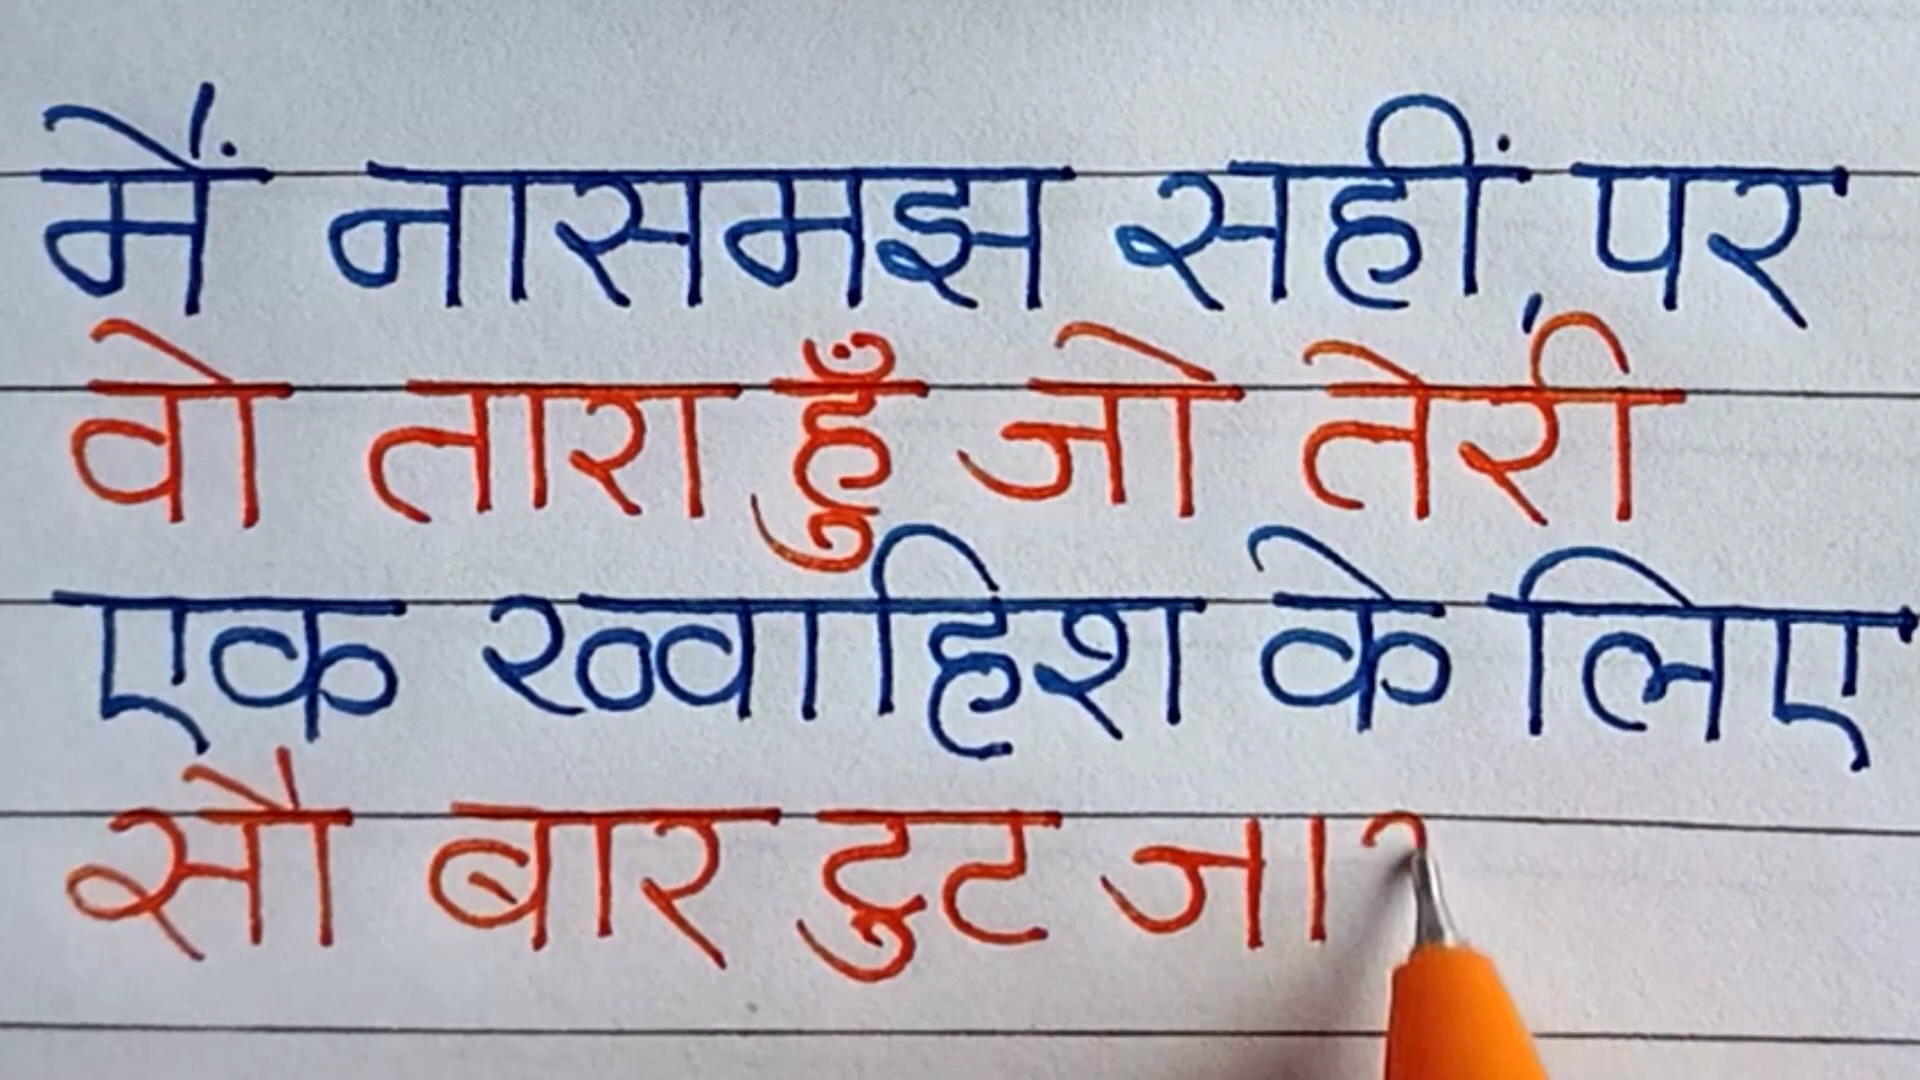 मैं नासमझ सहीं, पर
वो तारा हूँ जो तेरी
एक ख्वाहिश के लिए
सौ बार टूट जा